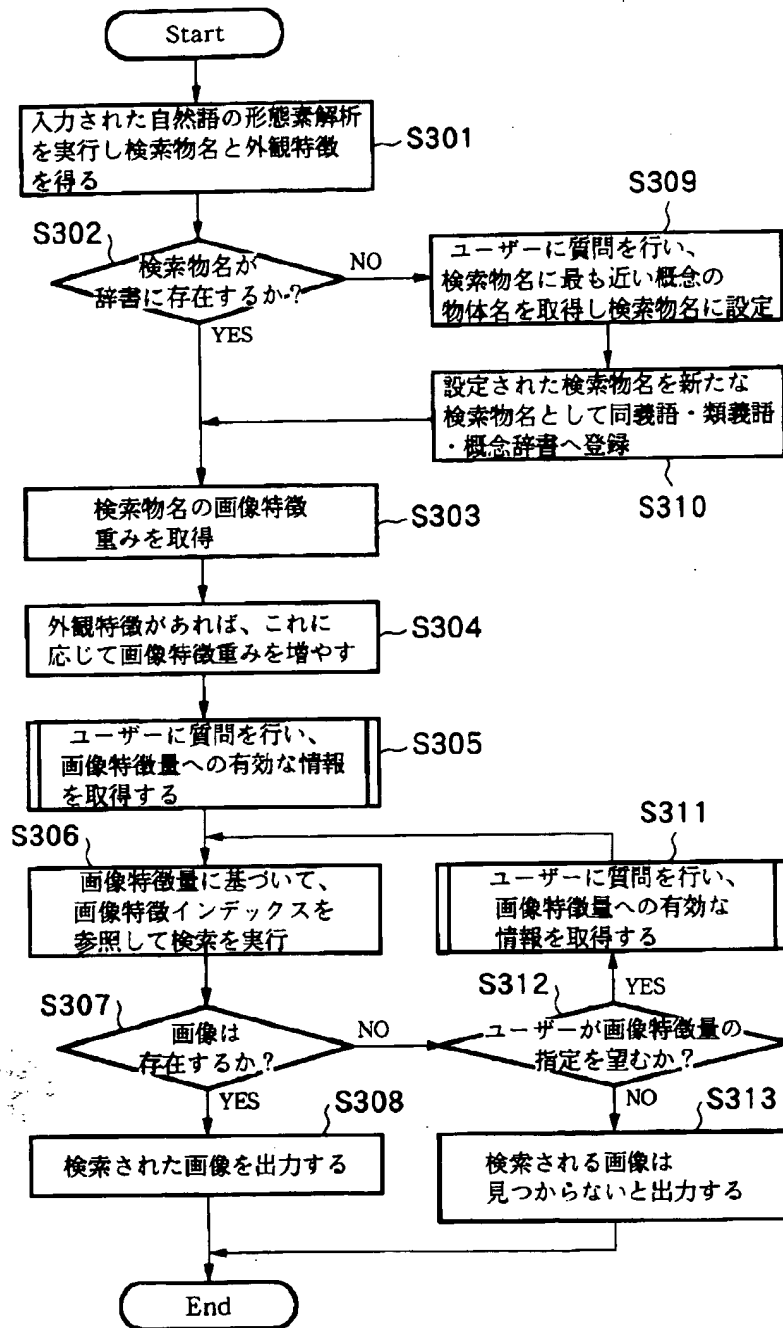 Start
入力された自然語の形態素解析
を実行し検索物名と外観特徴
を得る
S301
S302
検索物名が
辞書に存在するか?
NO
YES
S309
ユーザーに質問を行い、
検索物名に最も近い概念の
物体名を取得し検索物名に設定
設定された検索物名を新たな
検索物名として同義語・類義語
・概念辞書へ登録
S310
検索物名の画像特徴
重みを取得
S303
外観特徴があれば、これに
応じて画像特徴重みを増やす
S304
ユーザーに質問を行い、
画像特徴量への有効な情報
を取得する
S305
S306
画像特徴量に基づいて、
画像特徴インデックスを
参照して検索を実行
S311
ユーザーに質問を行い、
画像特徴量への有効な
情報を取得する
S307
画像は
存在するか?
NO
YES
S312
YES
ユーザーが画像特徴量の
指定を望むか?
NO
S308
検索された画像を出力する
S313
検索される画像は
見つからないと出力する
End